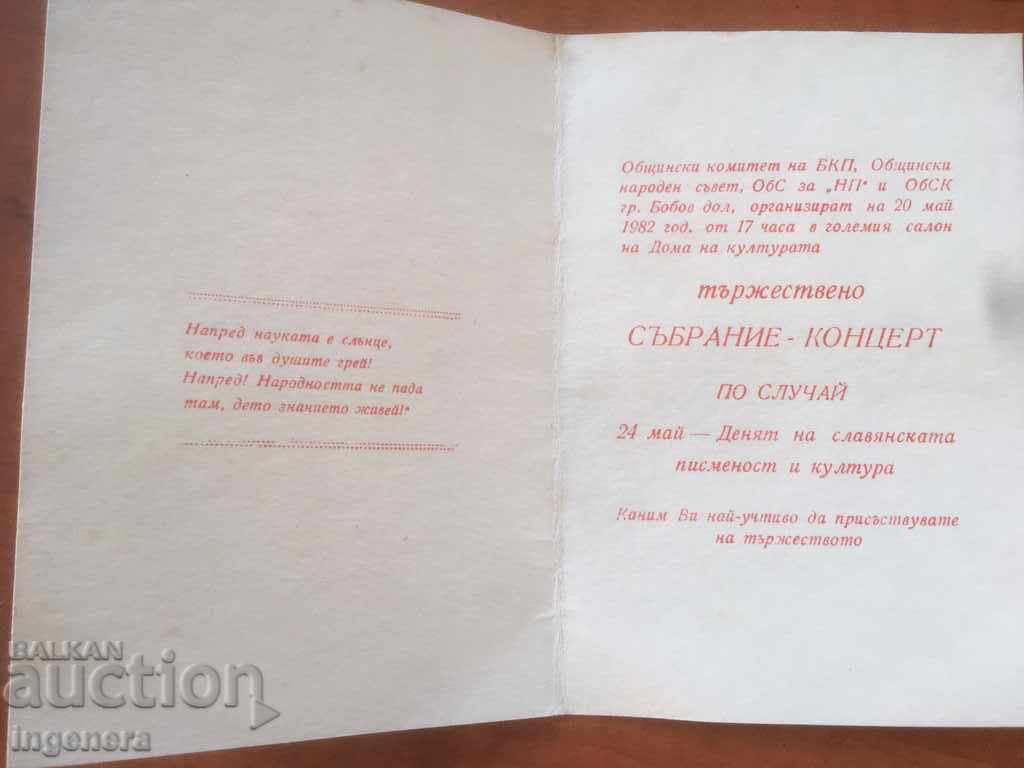 Напред науката е слънце,
което във душите грей!
Напред! Народността не пада
там, дето знанието живей!"
Общински комитет на БКП, Общински
народен съвет, ОбС за „НП" и ОбСК
гр. Бобов дол, организират на 20 май
1982 год. от 17 часа в големия салон
на Дома на културата
тържествено
СЪБРАНИЕ - КОНЦЕРТ
ПО СЛУЧАЙ
24 май — Денят на славянската
писменост и култура
Каним Ви най-учтиво да присъствувате
на тържеството
BALKAN
auction
ingenera